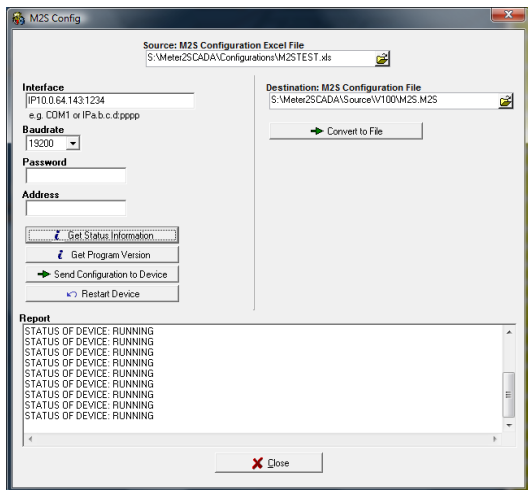 M2S Config
Source: M2S Configuration Excel File
S:\Meter2SCADA\Configurations\M2STEST.xls
Interface
IP10.0.64.143:1234
e.g. COM1 or IPa.b.c.d:pppp
Baudrate
19200
Password
Address
Get Status Information
Get Program Version
Send Configuration to Device
Restart Device
Destination: M2S Configuration File
S:\Meter2SCADA\Source\V100\M2S.M2S
Convert to File
Report
STATUS OF DEVICE: RUNNING
STATUS OF DEVICE: RUNNING
STATUS OF DEVICE: RUNNING
STATUS OF DEVICE: RUNNING
STATUS OF DEVICE: RUNNING
STATUS OF DEVICE: RUNNING
STATUS OF DEVICE: RUNNING
STATUS OF DEVICE: RUNNING
STATUS OF DEVICE: RUNNING
Close